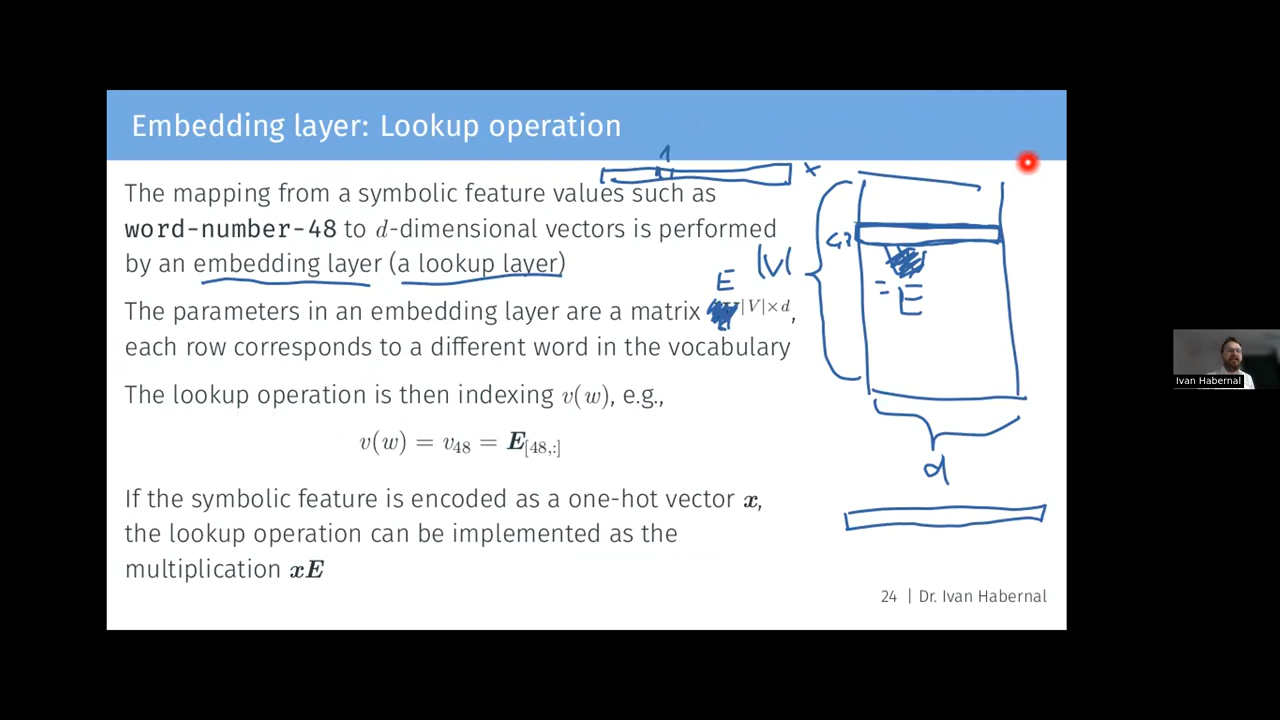 Embedding layer: Lookup operation
1
x
The mapping from a symbolic feature values such as
word-number-48 to d-dimensional vectors is performed
by an embedding layer (a lookup layer)
|V|
E
= E
The parameters in an embedding layer are a matrix |V|×d,
each row corresponds to a different word in the vocabulary
The lookup operation is then indexing v(w), e.g.,
v(w) = v48 = E[48,:]
d
If the symbolic feature is encoded as a one-hot vector x,
the lookup operation can be implemented as the
multiplication xE
24 | Dr. Ivan Habernal
Ivan Habernal